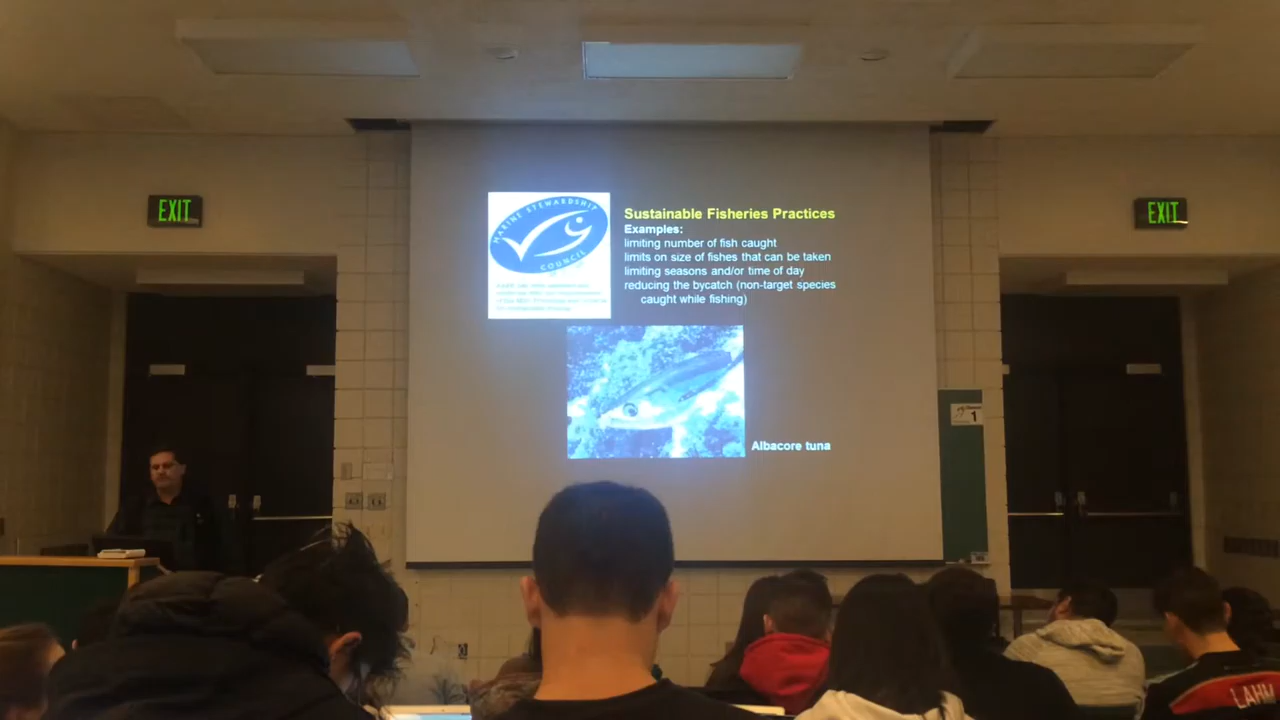 EXIT
EXIT
MARINE STEWARDSHIP
COUNCIL
Sustainable Fisheries Practices
Examples:
limiting number of fish caught
limits on size of fishes that can be taken
limiting seasons and/or time of day
reducing the bycatch (non-target species
caught while fishing)
Albacore tuna
1
LAHM